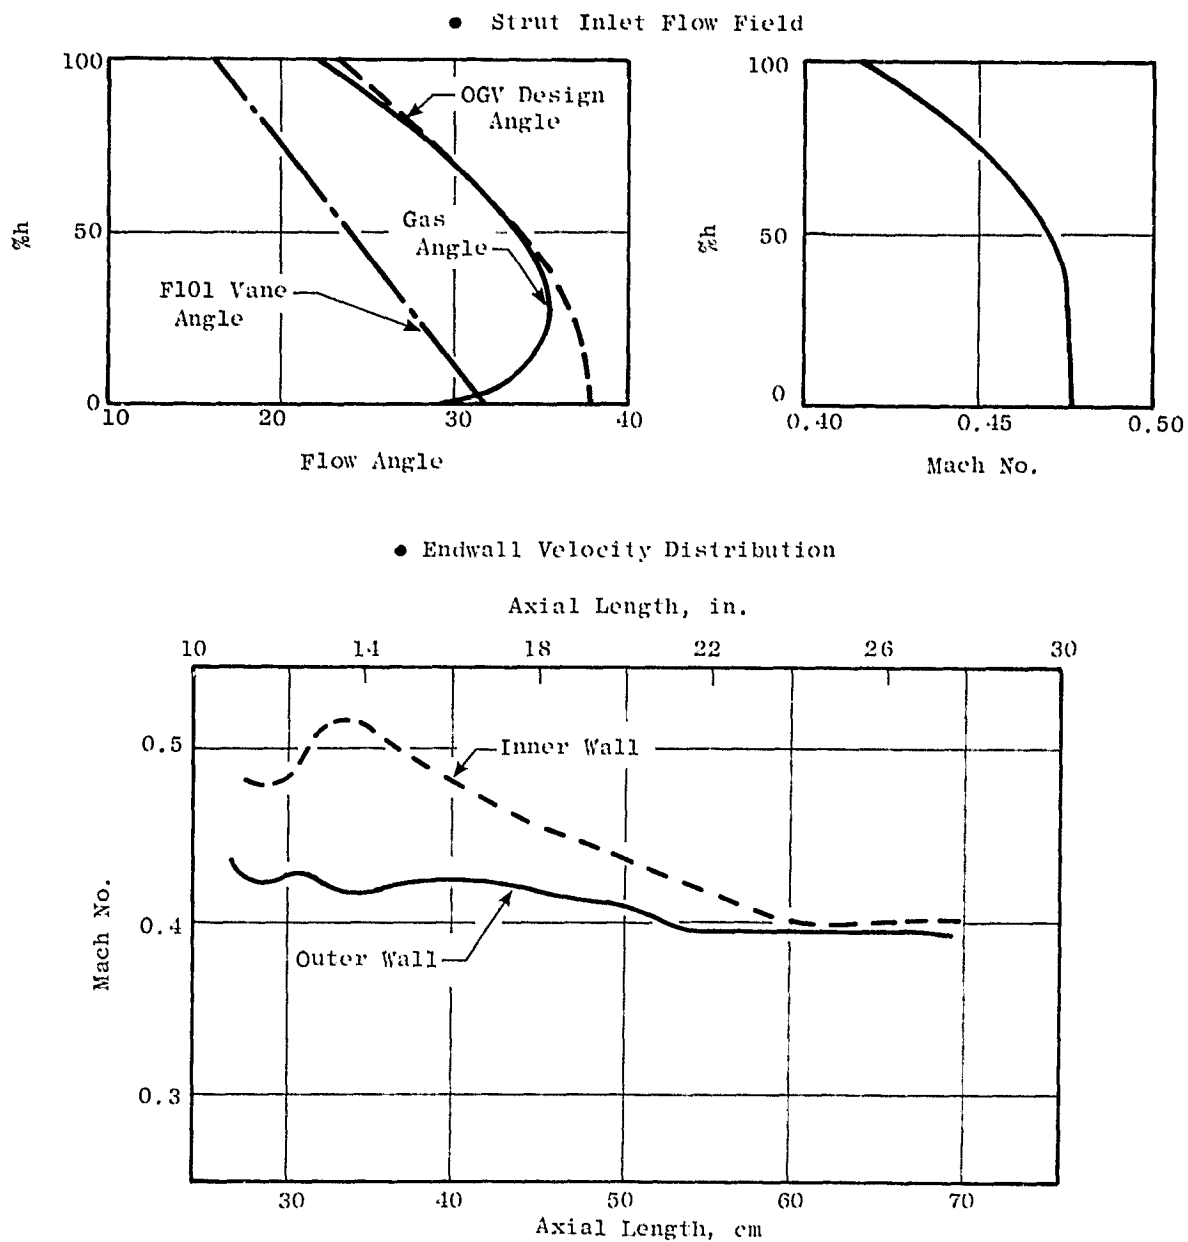 ● Strut Inlet Flow Field
100
50
0
%h
10 20 30 40
Flow Angle
OGV Design
Angle
Gas
Angle
F101 Vane
Angle
100
50
0
%h
0.40 0.45 0.50
Mach No.
● Endwall Velocity Distribution
Axial Length, in.
10 14 18 22 26 30
0.5
0.4
0.3
Mach No.
Inner Wall
Outer Wall
30 40 50 60 70
Axial Length, cm